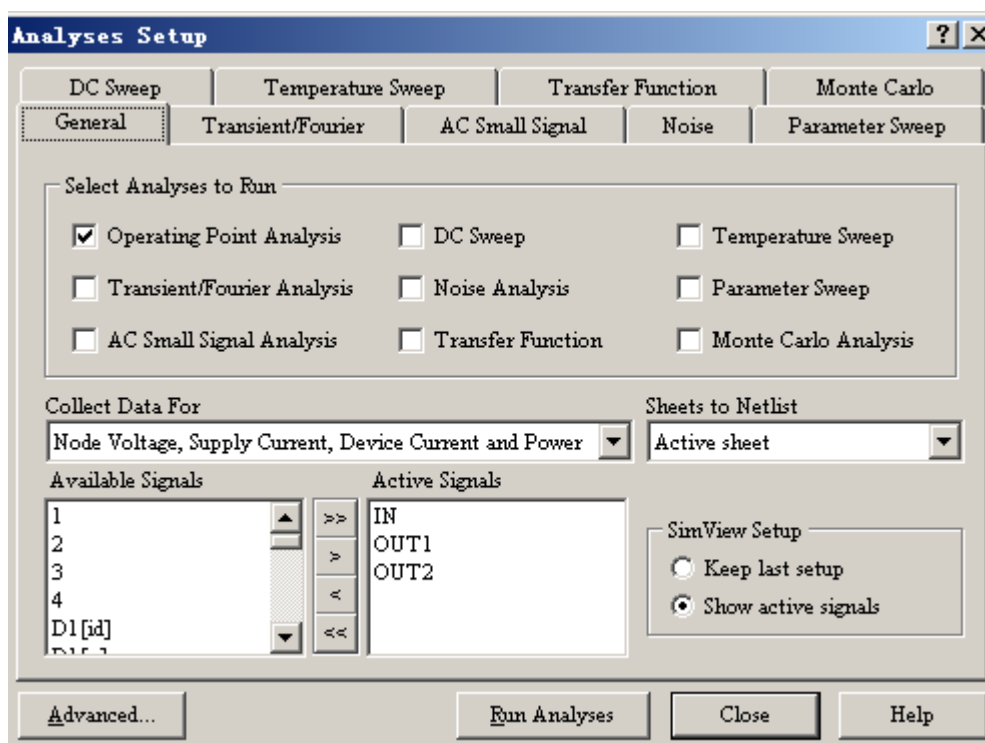 Analyses Setup
DC Sweep Temperature Sweep Transfer Function Monte Carlo
General Transient/Fourier AC Small Signal Noise Parameter Sweep
Select Analyses to Run
Operating Point Analysis DC Sweep Temperature Sweep
Transient/Fourier Analysis Noise Analysis Parameter Sweep
AC Small Signal Analysis Transfer Function Monte Carlo Analysis
Collect Data For Sheets to Netlist
Node Voltage, Supply Current, Device Current and Power Active sheet
Available Signals Active Signals
1 >> IN
2 OUT1
3 > OUT2
4 <
D1[id] <<
SimView Setup
Keep last setup
Show active signals
Advanced... Run Analyses Close Help